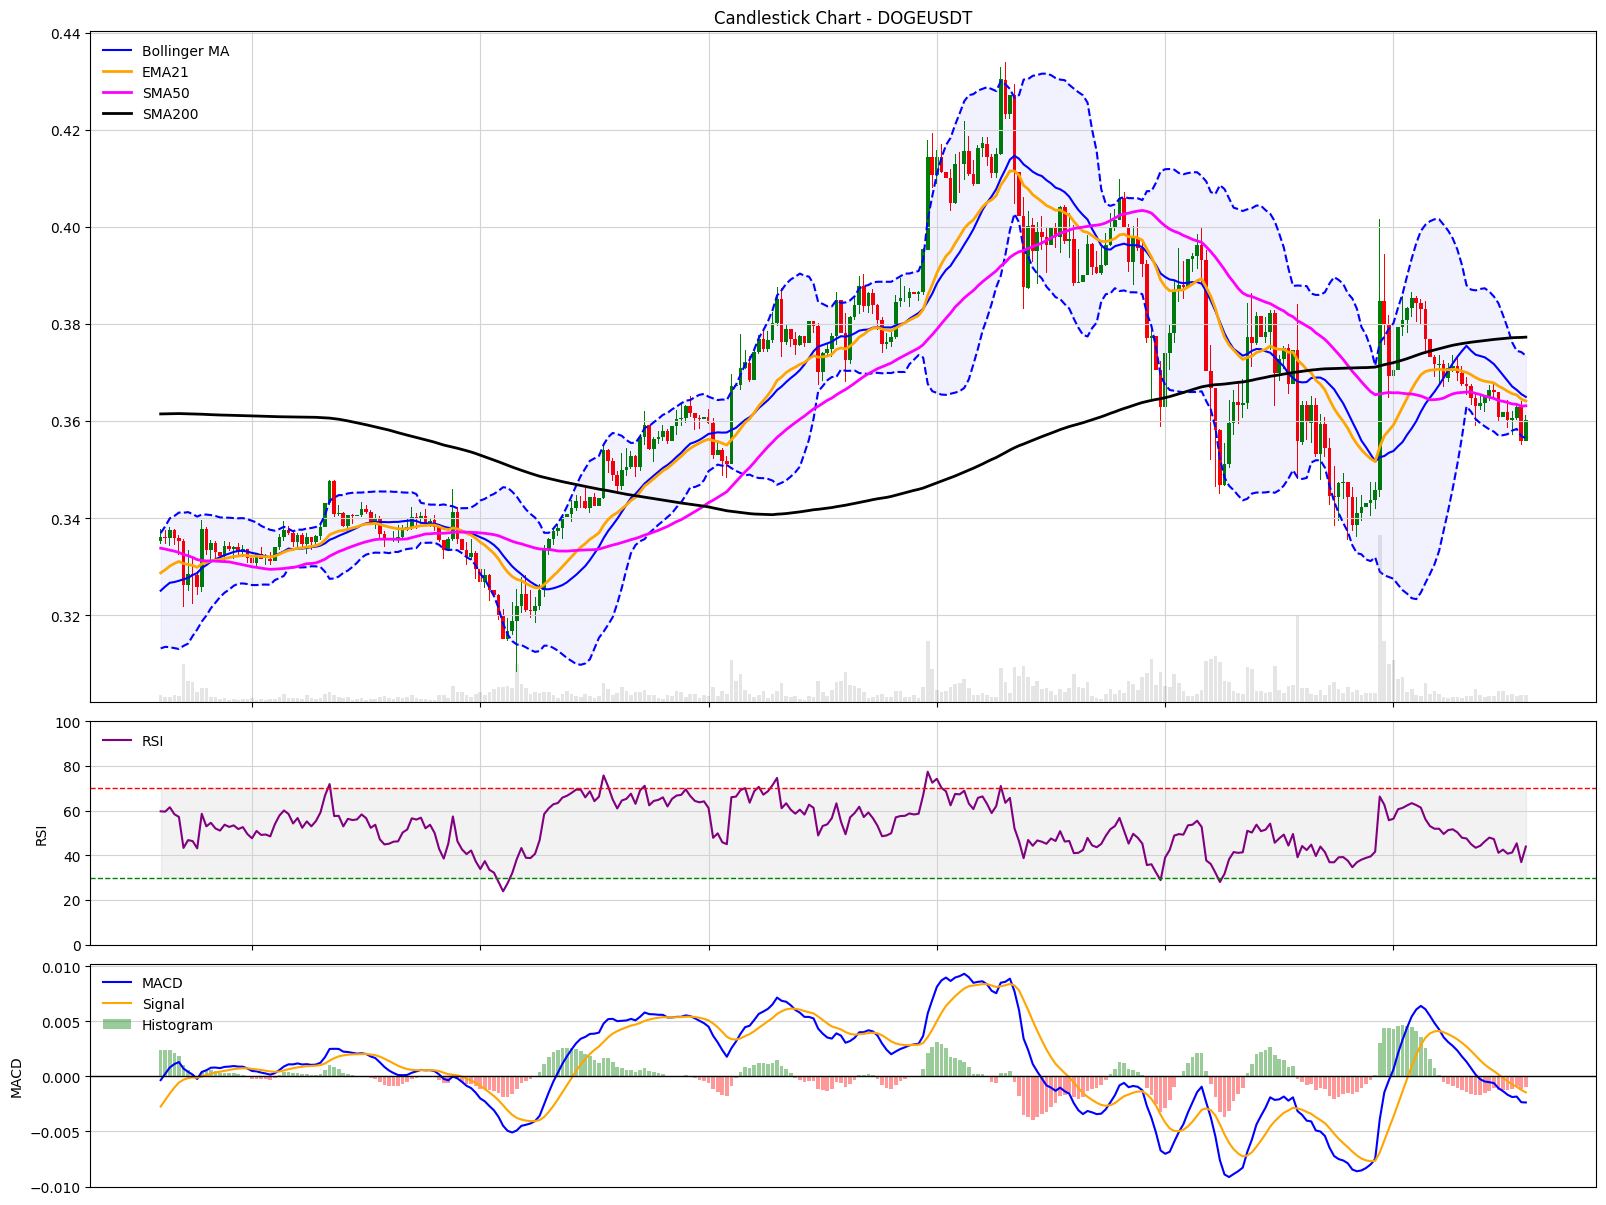 Candlestick Chart - DOGEUSDT
0.44
0.42
0.40
0.38
0.36
0.34
0.32
Bollinger MA
EMA21
SMA50
SMA200
100
80
60
40
20
0
RSI
RSI
0.010
0.005
0.000
−0.005
−0.010
MACD
MACD
Signal
Histogram